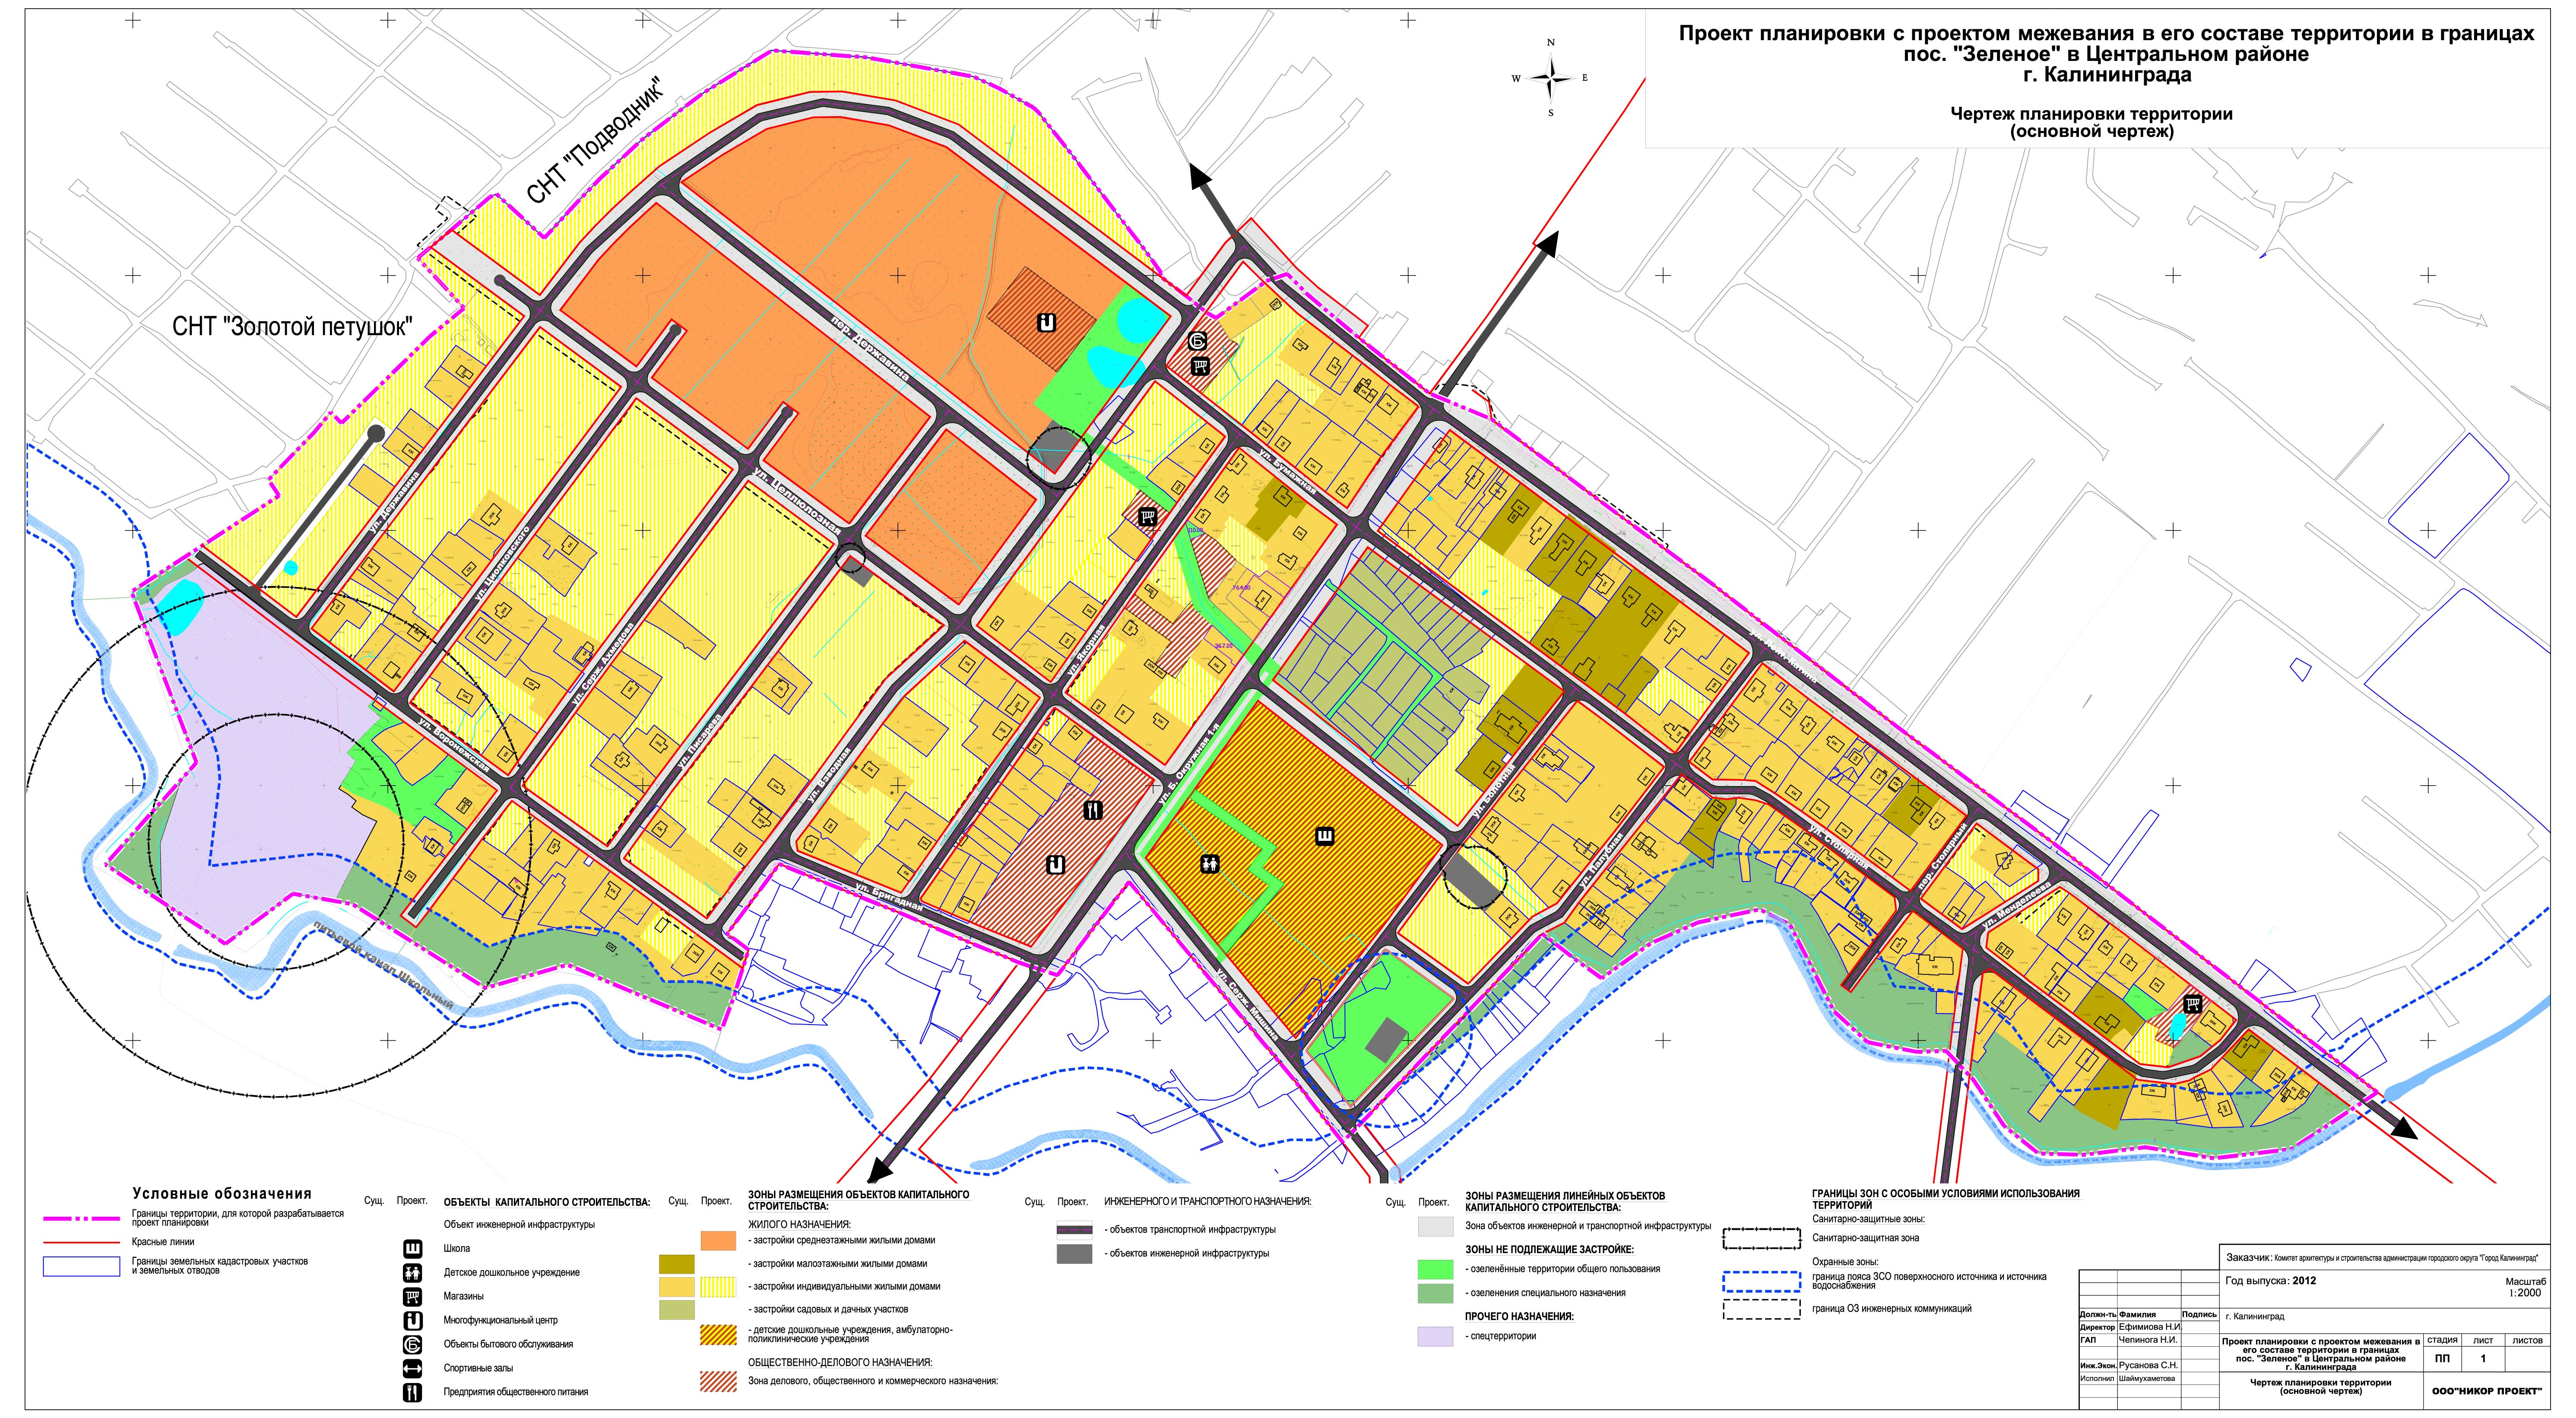 Проект планировки с проектом межевания в его составе территории в границах
пос. "Зеленое" в Центральном районе
г. Калининграда
Чертеж планировки территории
(основной чертеж)
N
W
E
S
СНТ "Подводник"
СНТ "Золотой петушок"
пер. Державина
ул. Целлюлозная
ул. Бумажная
ул. Державина
ул. Циолковского
ул. Серж. Ахмедова
ул. Писарева
ул. Взводная
ул. Якорная
ул. Воронежская
ул. Бригадная
ул. Б. Окружная 1-я
ул. Серж. Мишина
ул. Болотная
ул. Палубная
ул. Столярная
пер. Столярный
ул. Менделеева
питьевой канал Школьный
764.00
367.00
Условные обозначения
Границы территории, для которой разрабатывается
проект планировки
Красные линии
Границы земельных кадастровых участков
и земельных отводов
Сущ. Проект.
ОБЪЕКТЫ КАПИТАЛЬНОГО СТРОИТЕЛЬСТВА:
Объект инженерной инфраструктуры
Школа
Детское дошкольное учреждение
Магазины
Многофункциональный центр
Объекты бытового обслуживания
Спортивные залы
Предприятия общественного питания
Сущ. Проект.
ЗОНЫ РАЗМЕЩЕНИЯ ОБЪЕКТОВ КАПИТАЛЬНОГО
СТРОИТЕЛЬСТВА:
ЖИЛОГО НАЗНАЧЕНИЯ:
- застройки среднеэтажными жилыми домами
- застройки малоэтажными жилыми домами
- застройки индивидуальными жилыми домами
- застройки садовых и дачных участков
- детские дошкольные учреждения, амбулаторно-
поликлинические учреждения
ОБЩЕСТВЕННО-ДЕЛОВОГО НАЗНАЧЕНИЯ:
Зона делового, общественного и коммерческого назначения:
Сущ. Проект.
ИНЖЕНЕРНОГО И ТРАНСПОРТНОГО НАЗНАЧЕНИЯ:
- объектов транспортной инфраструктуры
- объектов инженерной инфраструктуры
Сущ. Проект.
ЗОНЫ РАЗМЕЩЕНИЯ ЛИНЕЙНЫХ ОБЪЕКТОВ
КАПИТАЛЬНОГО СТРОИТЕЛЬСТВА:
Зона объектов инженерной и транспортной инфраструктуры
ЗОНЫ НЕ ПОДЛЕЖАЩИЕ ЗАСТРОЙКЕ:
- озеленённые территории общего пользования
- озеленения специального назначения
ПРОЧЕГО НАЗНАЧЕНИЯ:
- спецтерритории
ГРАНИЦЫ ЗОН С ОСОБЫМИ УСЛОВИЯМИ ИСПОЛЬЗОВАНИЯ
ТЕРРИТОРИЙ
Санитарно-защитные зоны:
Санитарно-защитная зона
Охранные зоны:
граница пояса ЗСО поверхносного источника и источника
водоснабжения
граница ОЗ инженерных коммуникаций
Заказчик: Комитет архитектуры и строительства администрации городского округа "Город Калининград"
Год выпуска: 2012
Масштаб
1:2000
г. Калининград
Должн-ть Фамилия Подпись
Директор Ефимиова Н.И.
ГАП Чепинога Н.И.
Инж.Экон. Русанова С.Н.
Исполнил Шаймухаметова
Проект планировки с проектом межевания в
его составе территории в границах
пос. "Зеленое" в Центральном районе
г. Калининграда
стадия лист листов
ПП 1
Чертеж планировки территории
(основной чертеж)
ООО"НИКОР ПРОЕКТ"